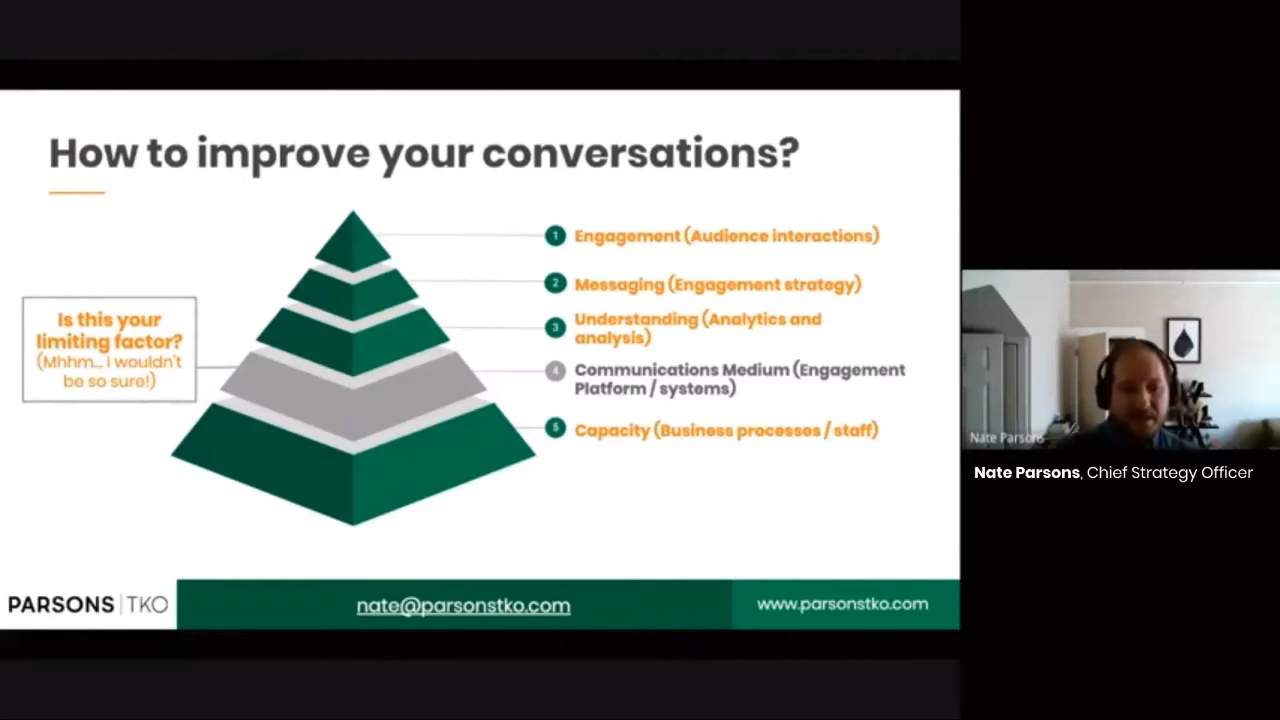 How to improve your conversations?
1 Engagement (Audience interactions)
2 Messaging (Engagement strategy)
3 Understanding (Analytics and
analysis)
4 Communications Medium (Engagement
Platform / systems)
5 Capacity (Business processes / staff)
Is this your
limiting factor?
(Mhhm... I wouldn't
be so sure!)
PARSONS | TKO
nate@parsonstko.com
www.parsonstko.com
Nate Parsons
Nate Parsons, Chief Strategy Officer